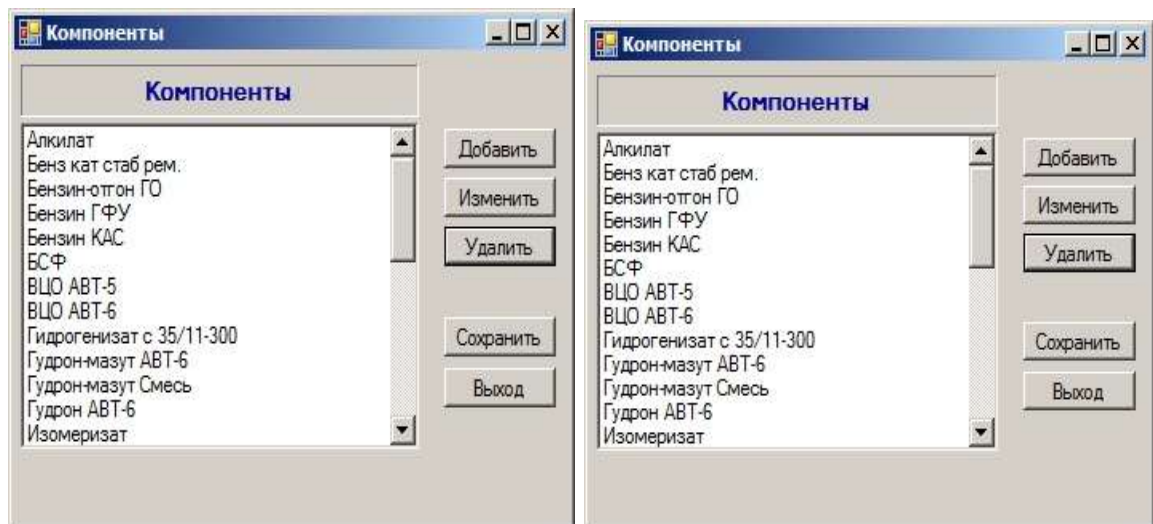 Компоненты
Компоненты
Алкилат
Бенз кат стаб рем.
Бензин-отгон ГО
Бензин ГФУ
Бензин КАС
БСФ
ВЦО АВТ-5
ВЦО АВТ-6
Гидрогенизат с 35/11-300
Гудрон-мазут АВТ-6
Гудрон-мазут Смесь
Гудрон АВТ-6
Изомеризат
Добавить
Изменить
Удалить
Сохранить
Выход
Компоненты
Компоненты
Алкилат
Бенз кат стаб рем.
Бензин-отгон ГО
Бензин ГФУ
Бензин КАС
БСФ
ВЦО АВТ-5
ВЦО АВТ-6
Гидрогенизат с 35/11-300
Гудрон-мазут АВТ-6
Гудрон-мазут Смесь
Гудрон АВТ-6
Изомеризат
Добавить
Изменить
Удалить
Сохранить
Выход